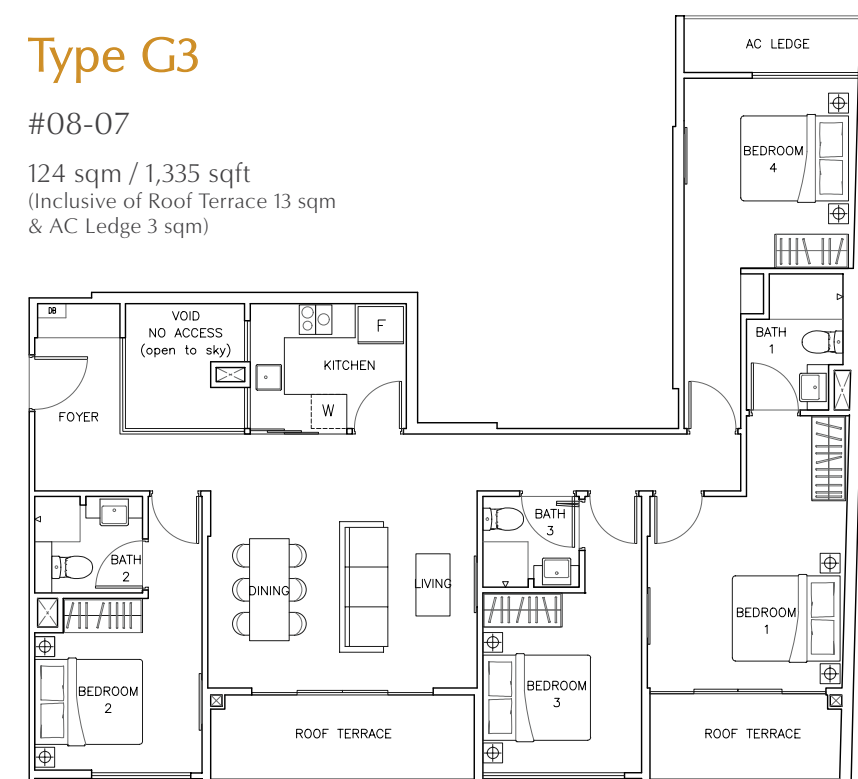 Type G3
#08-07
124 sqm / 1,335 sqft
(Inclusive of Roof Terrace 13 sqm
& AC Ledge 3 sqm)
AC LEDGE
BEDROOM
4
DB
VOID
NO ACCESS
(open to sky)
F
KITCHEN
W
FOYER
BATH
1
BATH
2
BATH
3
DINING
LIVING
BEDROOM
1
BEDROOM
2
BEDROOM
3
ROOF TERRACE
ROOF TERRACE